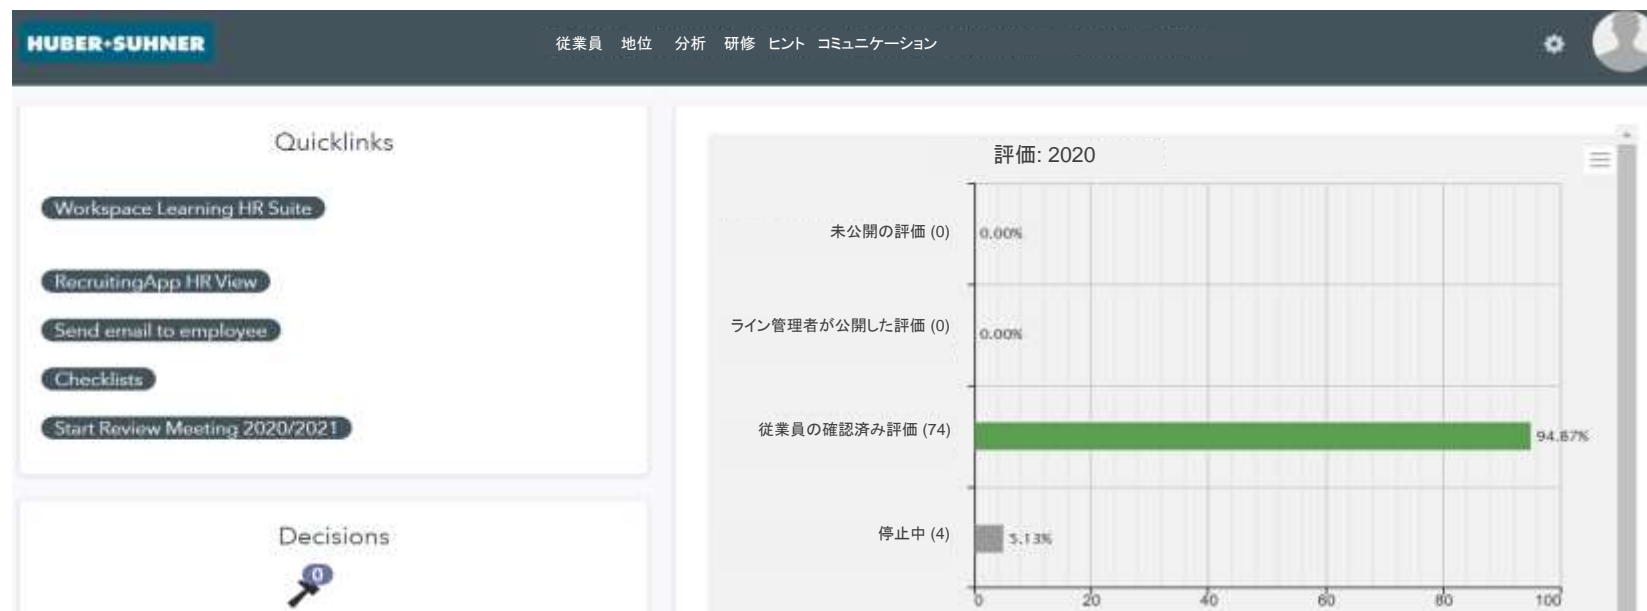 HUBER+SUHNER
従業員 地位 分析 研修 ヒント コミュニケーション
Quicklinks
Workspace Learning HR Suite
RecruitingApp HR View
Send email to employee
Checklists
Start Review Meeting 2020/2021
Decisions
0
評価: 2020
未公開の評価 (0)
0.00%
ライン管理者が公開した評価 (0)
0.00%
従業員の確認済み評価 (74)
94.87%
停止中 (4)
5.13%
0 20 40 60 80 100